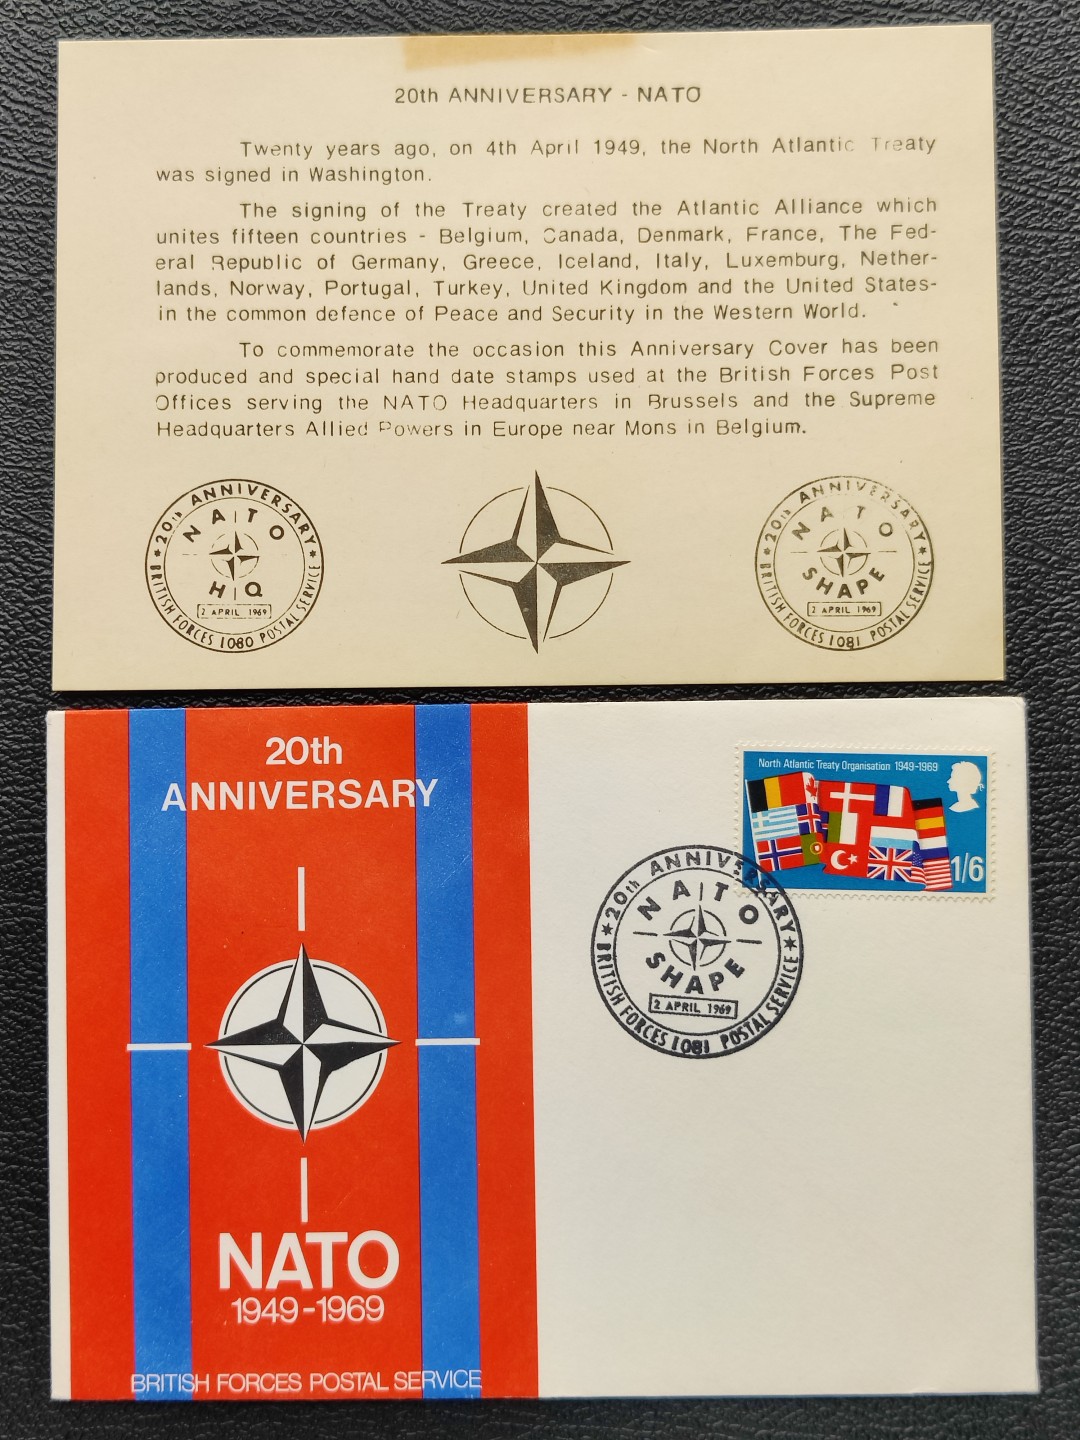 20th ANNIVERSARY - NATO
Twenty years ago, on 4th April 1949, the North Atlantic Treaty
was signed in Washington.
The signing of the Treaty created the Atlantic Alliance which
unites fifteen countries - Belgium, Canada, Denmark, France, The Fed-
eral Republic of Germany, Greece, Iceland, Italy, Luxemburg, Nether-
lands, Norway, Portugal, Turkey, United Kingdom and the United States-
in the common defence of Peace and Security in the Western World.
To commemorate the occasion this Anniversary Cover has been
produced and special hand date stamps used at the British Forces Post
Offices serving the NATO Headquarters in Brussels and the Supreme
Headquarters Allied Powers in Europe near Mons in Belgium.
★ 20th ANNIVERSARY ★
NATO
HQ
2 APRIL 1969
BRITISH FORCES 1080 POSTAL SERVICE
★ 20th ANNIVERSARY ★
NATO
SHAPE
2 APRIL 1969
BRITISH FORCES 1081 POSTAL SERVICE
20th
ANNIVERSARY
NATO
1949-1969
BRITISH FORCES POSTAL SERVICE
North Atlantic Treaty Organisation 1949-1969
1/6
★ 20th ANNIVERSARY ★
NATO
SHAPE
2 APRIL 1969
BRITISH FORCES 1081 POSTAL SERVICE